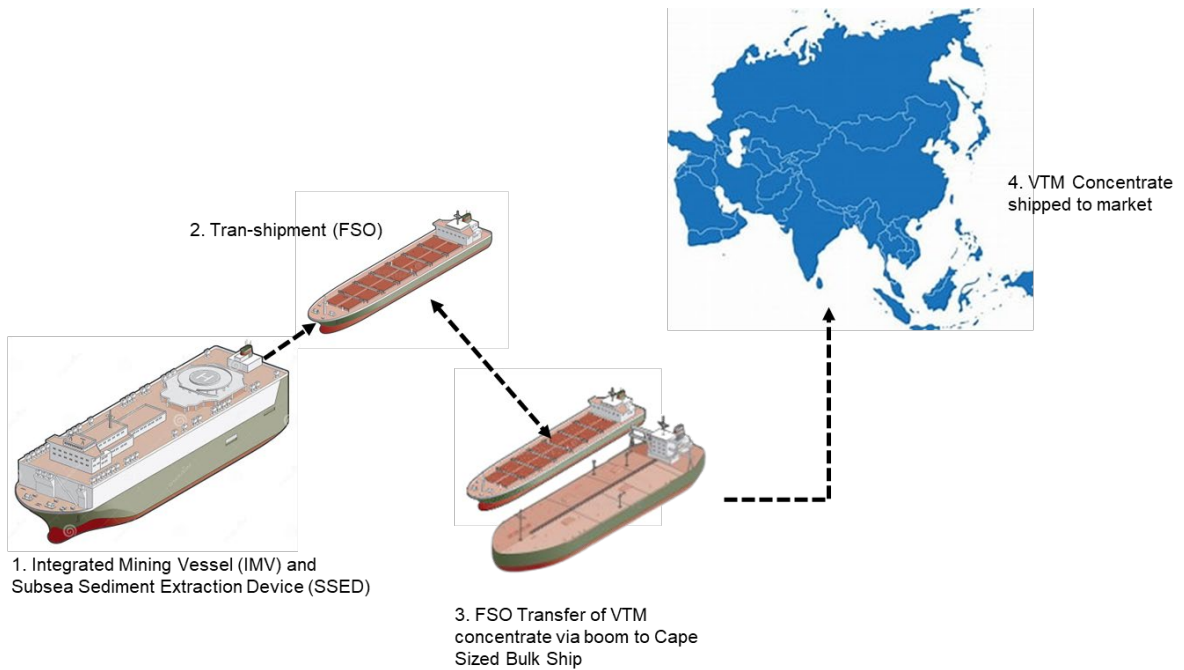 2. Tran-shipment (FSO)
4. VTM Concentrate
shipped to market
H
1. Integrated Mining Vessel (IMV) and
Subsea Sediment Extraction Device (SSED)
3. FSO Transfer of VTM
concentrate via boom to Cape
Sized Bulk Ship